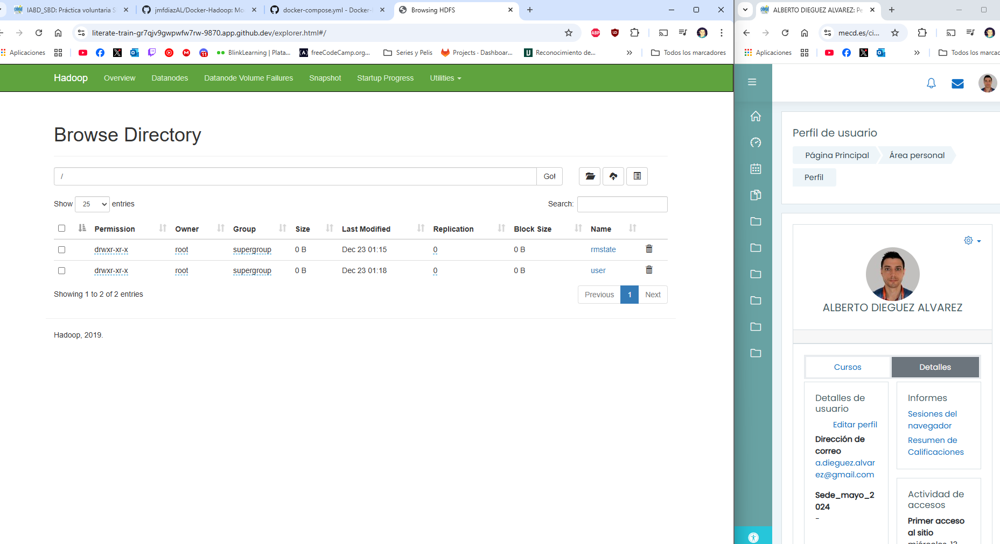 IABD_SBD: Práctica voluntaria S
jmfdiazAL/Docker-Hadoop: Mo
docker-compose.yml - Docker-
Browsing HDFS
literate-train-gr7qjv9gwpwfw7rw-9870.app.github.dev/explorer.html#/
Aplicaciones
BlinkLearning | Plata...
freeCodeCamp.org...
Series y Pelis
Projects · Dashboar...
Reconocimiento de...
Todos los marcadores
Hadoop
Overview
Datanodes
Datanode Volume Failures
Snapshot
Startup Progress
Utilities
Browse Directory
/
Go!
Show 25 entries
Search:
Permission Owner Group Size Last Modified Replication Block Size Name
drwxr-xr-x root supergroup 0 B Dec 23 01:15 0 0 B rmstate
drwxr-xr-x root supergroup 0 B Dec 23 01:18 0 0 B user
Showing 1 to 2 of 2 entries
Previous 1 Next
Hadoop, 2019.
ALBERTO DIEGUEZ ALVAREZ: Pe
mecd.es/ci...
Aplicaciones
Todos los marcac
Perfil de usuario
Página Principal
Área personal
Perfil
ALBERTO DIEGUEZ ALVAREZ
Cursos
Detalles
Detalles de
usuario
Editar perfil
Dirección de
correo
a.dieguez.alvar
ez@gmail.com
Sede_mayo_2
024
-
Informes
Sesiones del
navegador
Resumen de
Calificaciones
Actividad de
accesos
Primer acceso
al sitio